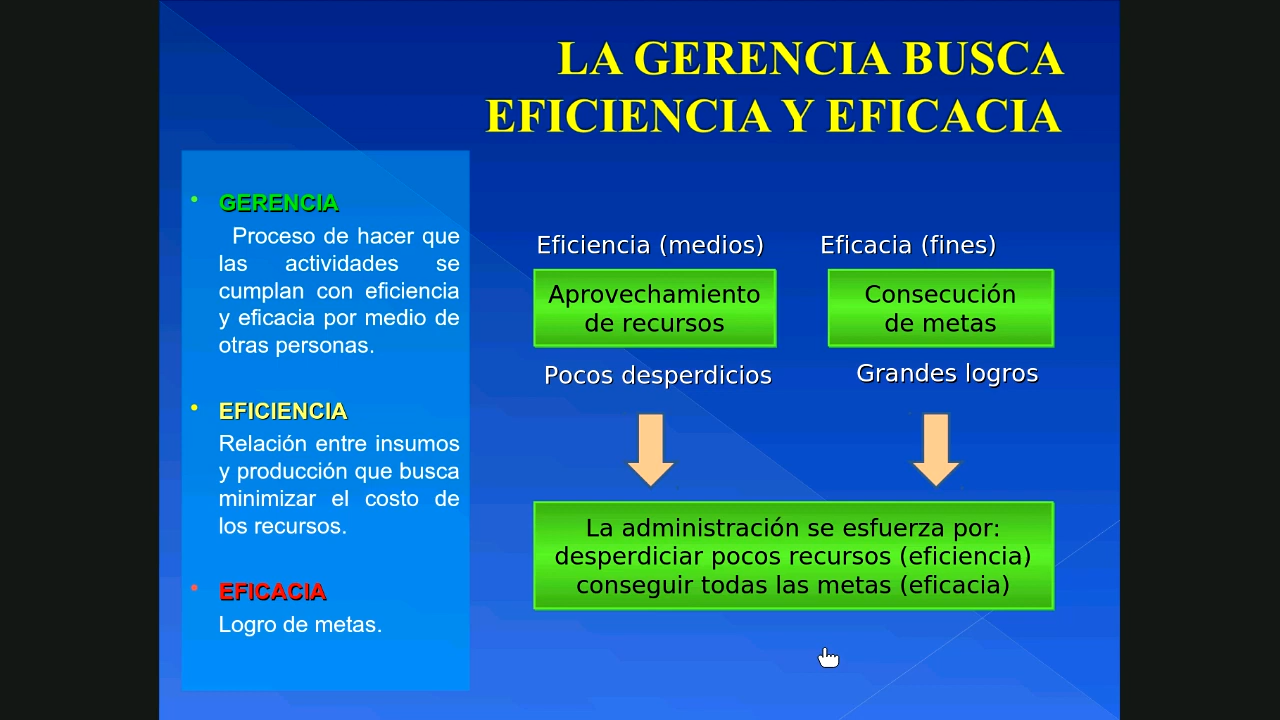 LA GERENCIA BUSCA
EFICIENCIA Y EFICACIA
• GERENCIA
Proceso de hacer que
las actividades se
cumplan con eficiencia
y eficacia por medio de
otras personas.
• EFICIENCIA
Relación entre insumos
y producción que busca
minimizar el costo de
los recursos.
• EFICACIA
Logro de metas.
Eficiencia (medios)
Aprovechamiento
de recursos
Pocos desperdicios
Eficacia (fines)
Consecución
de metas
Grandes logros
La administración se esfuerza por:
desperdiciar pocos recursos (eficiencia)
conseguir todas las metas (eficacia)